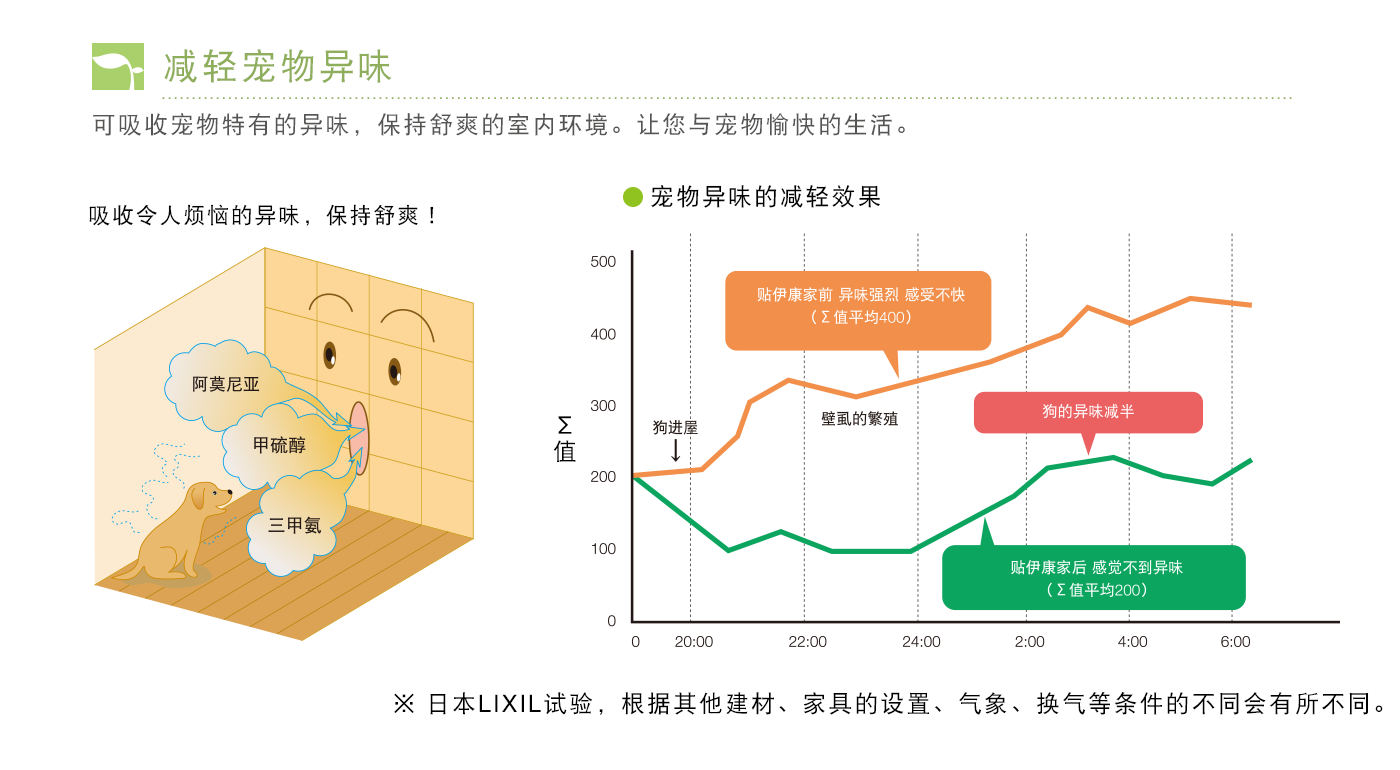 减轻宠物异味
可吸收宠物特有的异味，保持舒爽的室内环境。让您与宠物愉快的生活。
吸收令人烦恼的异味，保持舒爽！
阿莫尼亚
甲硫醇
三甲氨
宠物异味的减轻效果
500
400
300
200
100
0
Σ
值
贴伊康家前 异味强烈 感受不快
（Σ值平均400）
狗进屋
↓
壁虱的繁殖
狗的异味减半
贴伊康家后 感觉不到异味
（Σ值平均200）
0 20:00 22:00 24:00 2:00 4:00 6:00
※ 日本LIXIL试验，根据其他建材、家具的设置、气象、换气等条件的不同会有所不同。